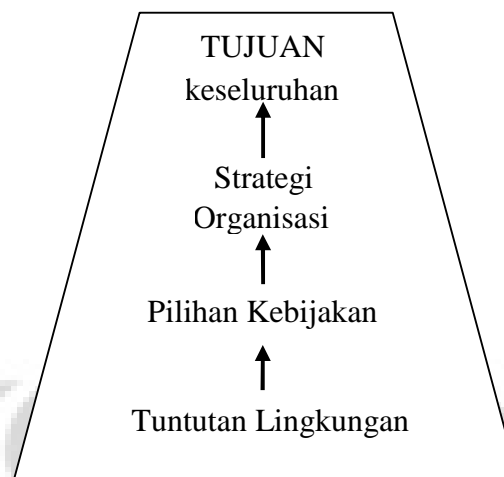 TUJUAN
keseluruhan
Strategi
Organisasi
Pilihan Kebijakan
Tuntutan Lingkungan